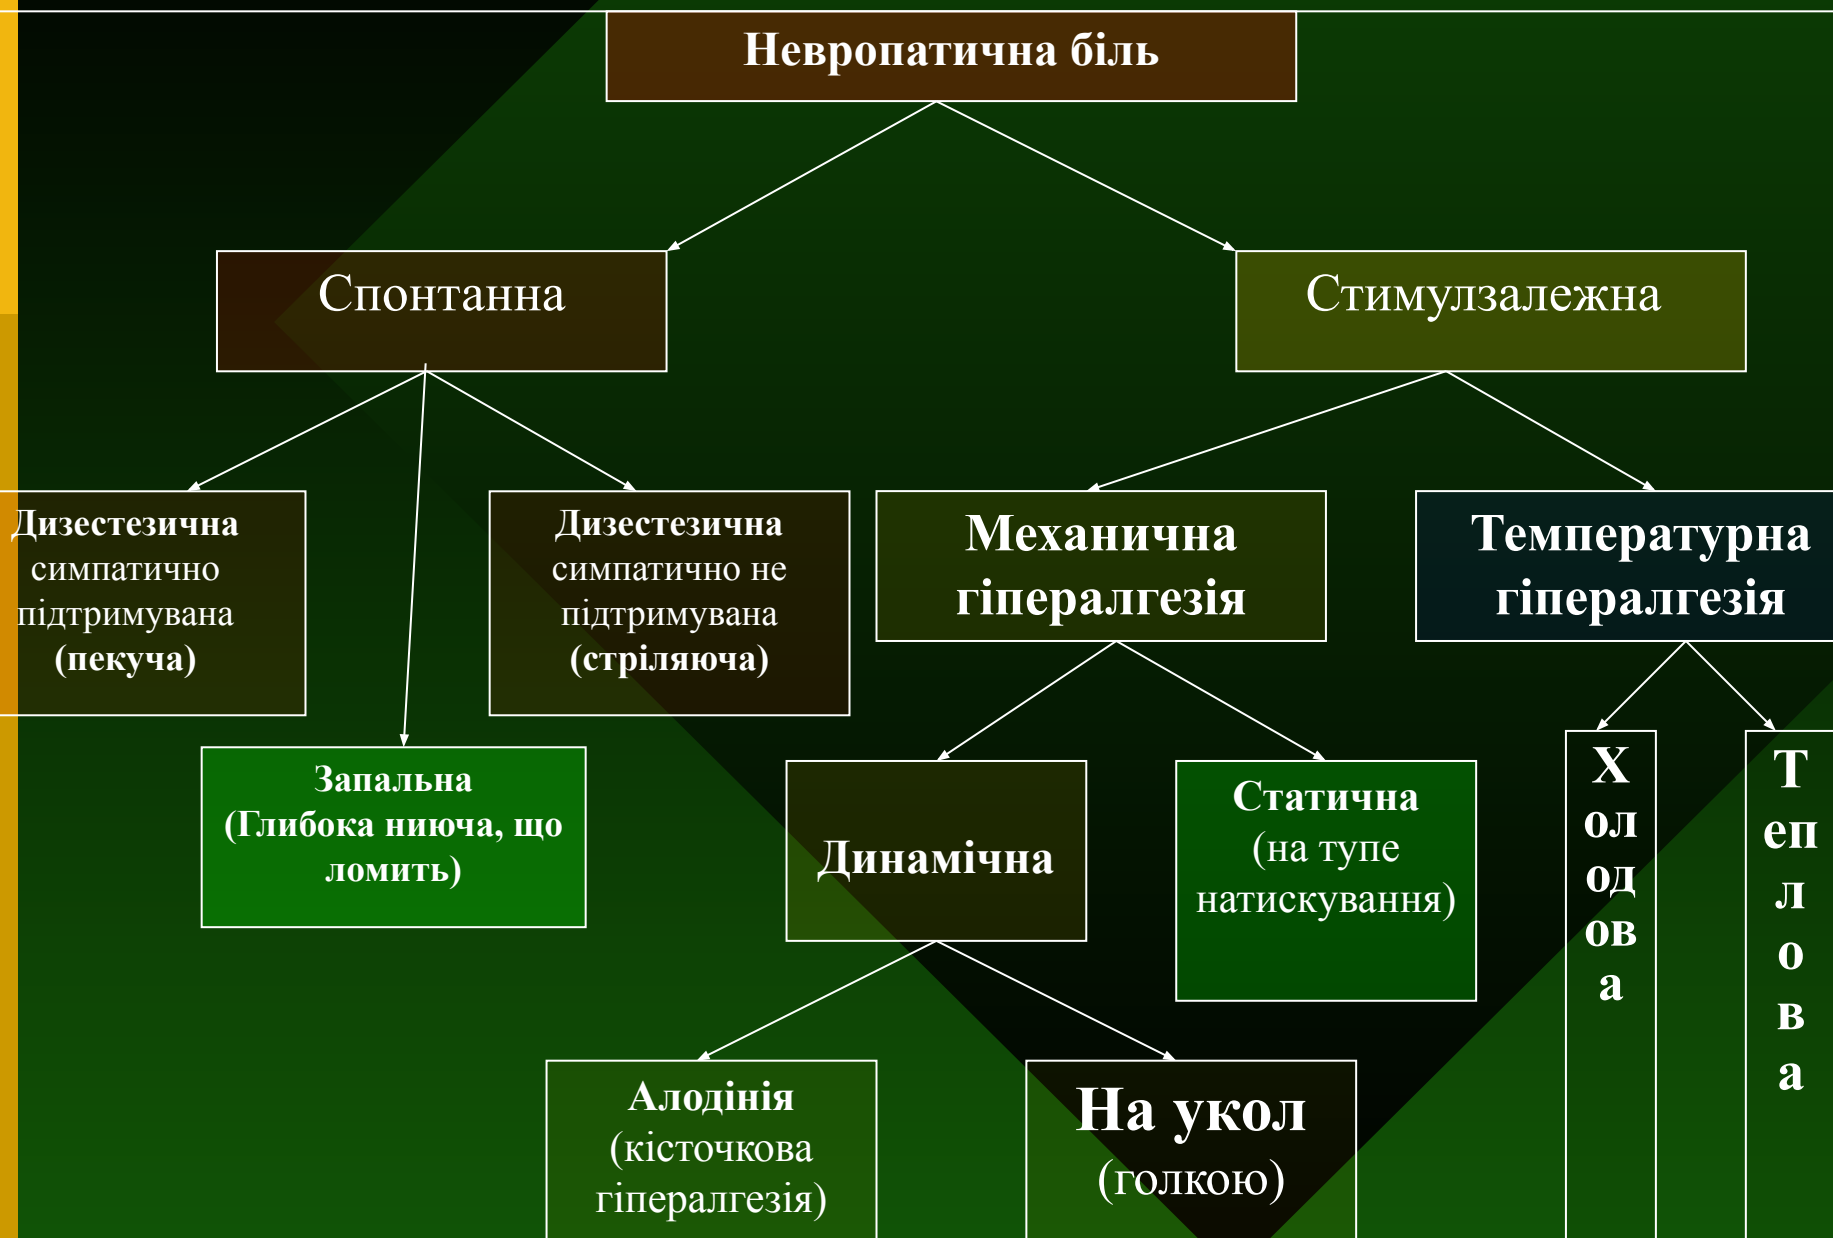 Невропатична біль
Спонтанна
Стимулзалежна
Дизестезична
симпатично
підтримувана
(пекуча)
Дизестезична
симпатично не
підтримувана
(стріляюча)
Механична
гіпералгезія
Температурна
гіпералгезія
Запальна
(Глибока ниюча, що
ломить)
Динамічна
Статична
(на тупе
натискування)
Х
ол
од
ов
а
Т
еп
л
о
в
а
Алодінія
(кісточкова
гіпералгезія)
На укол
(голкою)